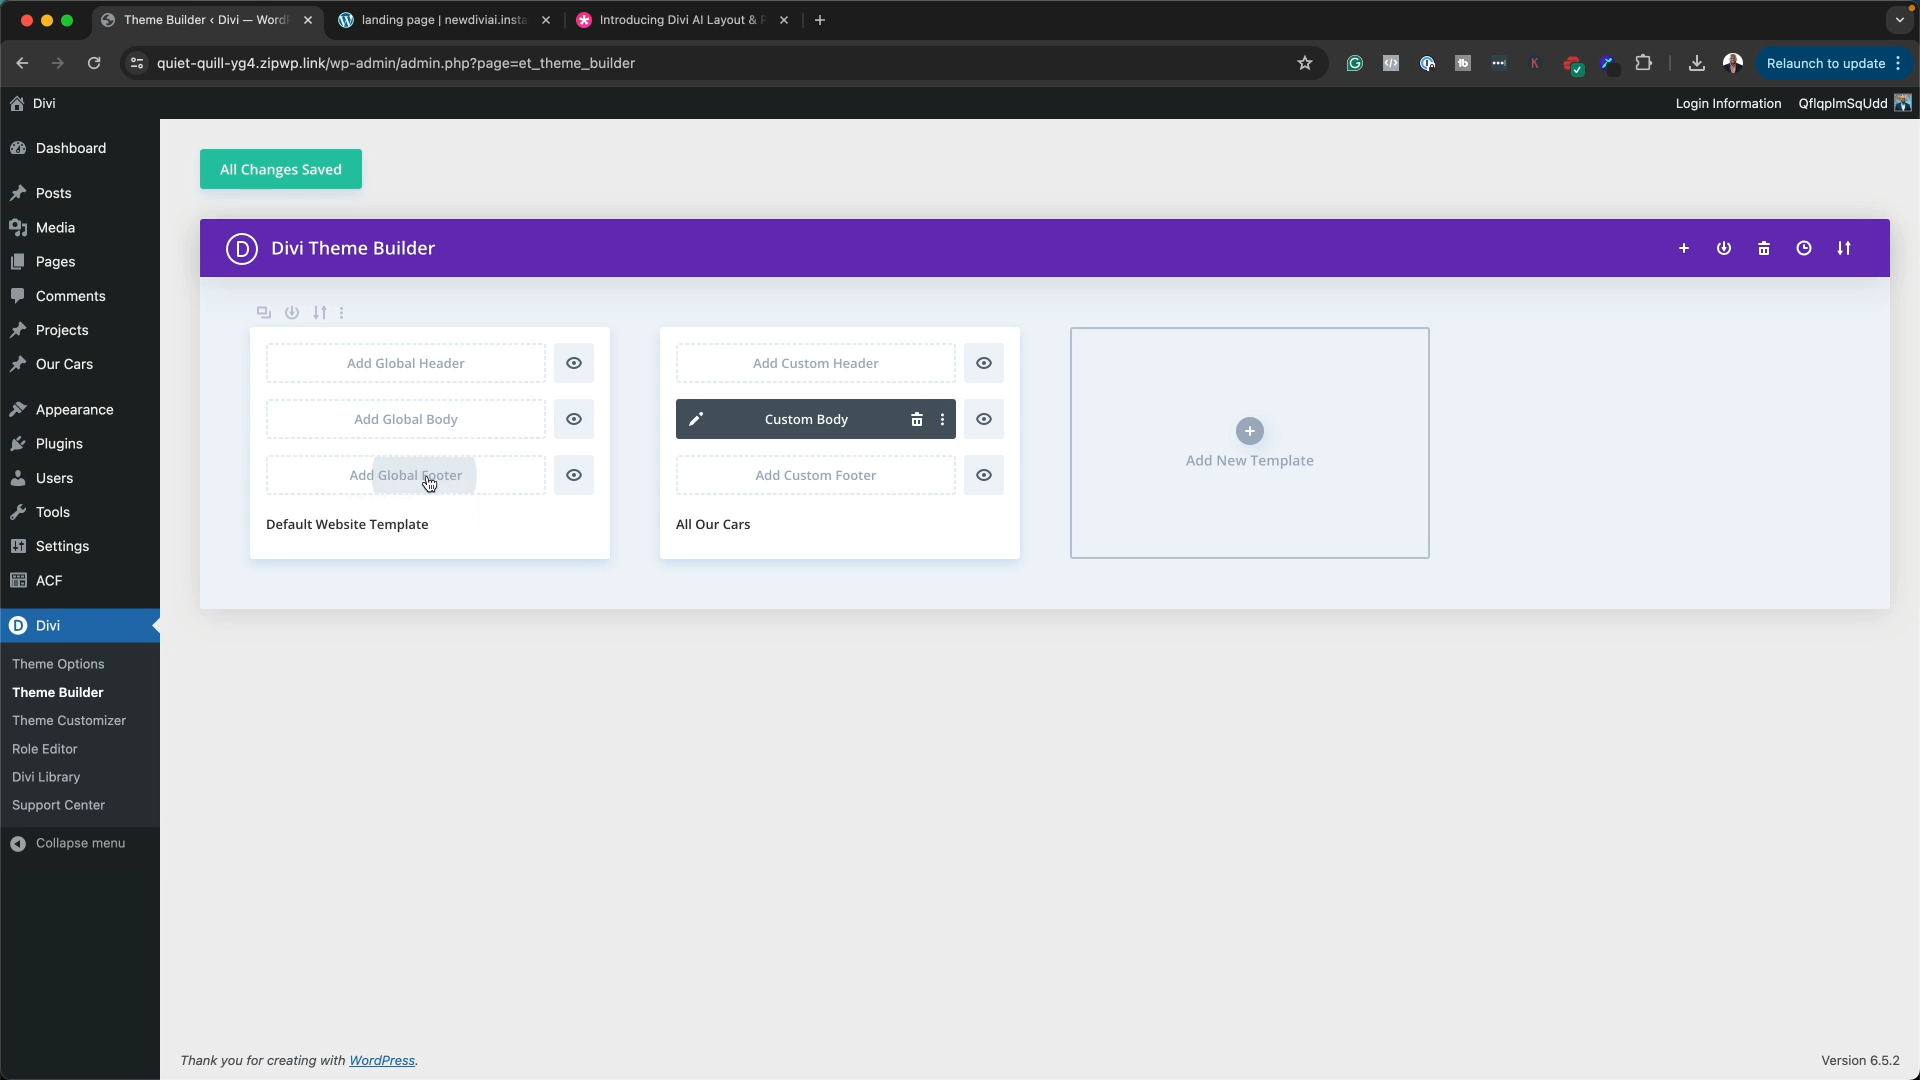 Theme Builder ‹ Divi — WordP
landing page | newdiviai.insta
Introducing Divi AI Layout & P
quiet-quill-yg4.zipwp.link/wp-admin/admin.php?page=et_theme_builder
Relaunch to update
Divi
Login Information
QflqplmSqUdd
Dashboard
Posts
Media
Pages
Comments
Projects
Our Cars
Appearance
Plugins
Users
Tools
Settings
ACF
Divi
Theme Options
Theme Builder
Theme Customizer
Role Editor
Divi Library
Support Center
Collapse menu
All Changes Saved
D Divi Theme Builder
Add Global Header
Add Global Body
Add Global Footer
Default Website Template
Add Custom Header
Custom Body
Add Custom Footer
All Our Cars
Add New Template
Thank you for creating with WordPress.
Version 6.5.2